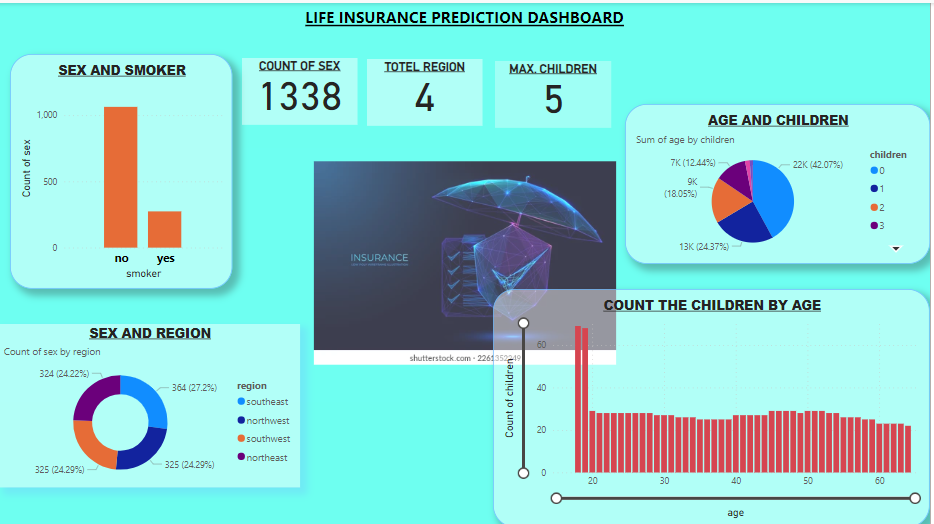 LIFE INSURANCE PREDICTION DASHBOARD
SEX AND SMOKER
Count of sex
1,000
500
0
no yes
smoker
COUNT OF SEX
1338
TOTEL REGION
4
MAX. CHILDREN
5
AGE AND CHILDREN
Sum of age by children
7K (12.44%)
22K (42.07%)
9K
(18.05%)
13K (24.37%)
children
0
1
2
3
INSURANCE
shutterstock.com · 2261352249
SEX AND REGION
Count of sex by region
324 (24.22%)
364 (27.2%)
325 (24.29%)
325 (24.29%)
region
southeast
northwest
southwest
northeast
COUNT THE CHILDREN BY AGE
Count of children
60
40
20
0
20 30 40 50 60
age